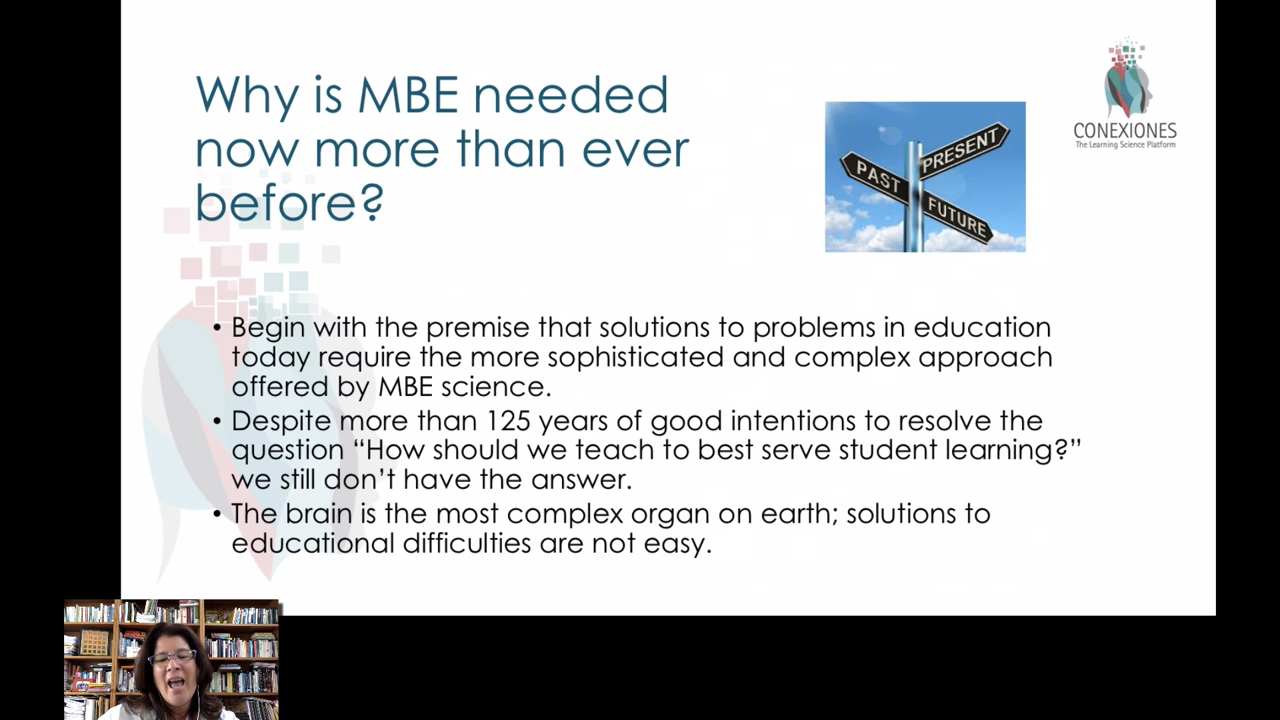 Why is MBE needed
now more than ever
before?
PAST
PRESENT
FUTURE
CONEXIONES
The Learning Science Platform
• Begin with the premise that solutions to problems in education
today require the more sophisticated and complex approach
offered by MBE science.
• Despite more than 125 years of good intentions to resolve the
question “How should we teach to best serve student learning?”
we still don’t have the answer.
• The brain is the most complex organ on earth; solutions to
educational difficulties are not easy.